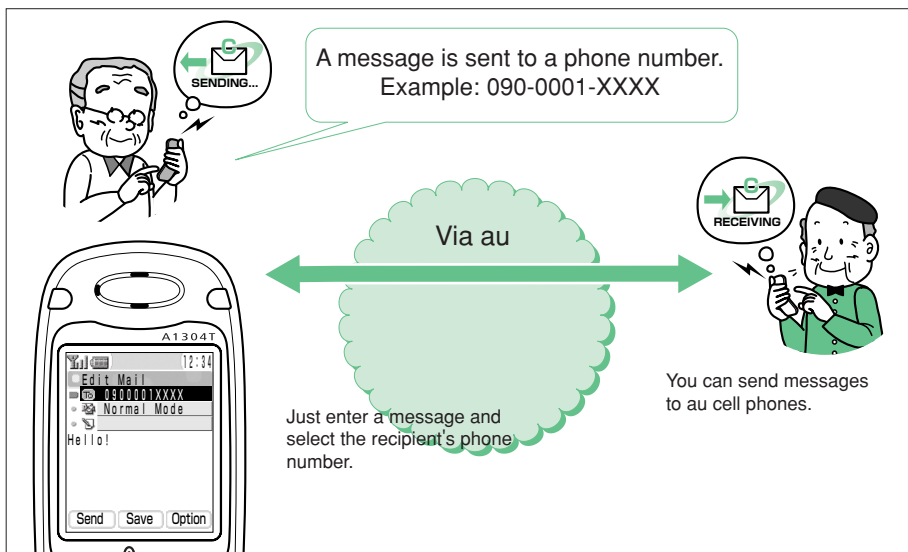 C
SENDING...
A message is sent to a phone number.
Example: 090-0001-XXXX
C
RECEIVING
Via au
A1304T
12:34
Edit Mail
To 0900001XXXX
Normal Mode
Hello!
Send Save Option
Just enter a message and
select the recipient's phone
number.
You can send messages
to au cell phones.